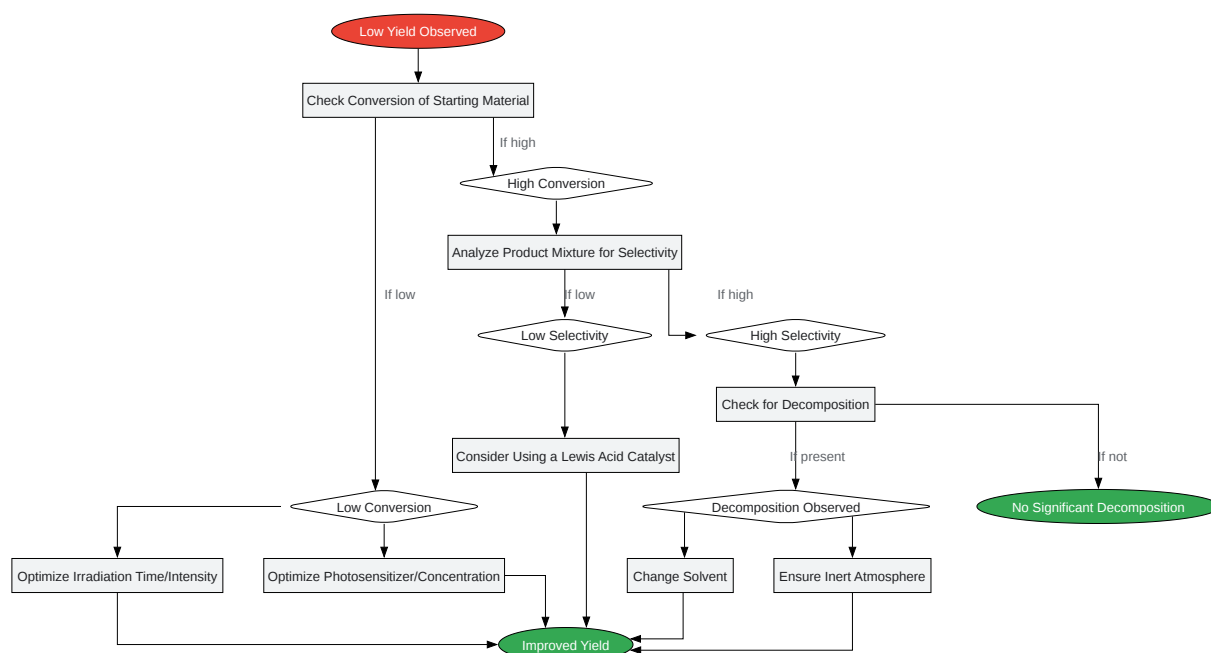 Low Yield Observed
Check Conversion of Starting Material
If high
High Conversion
Analyze Product Mixture for Selectivity
If low
If low
If high
Low Selectivity
High Selectivity
Check for Decomposition
Consider Using a Lewis Acid Catalyst
If present
If not
Low Conversion
Decomposition Observed
No Significant Decomposition
Optimize Irradiation Time/Intensity
Optimize Photosensitizer/Concentration
Change Solvent
Ensure Inert Atmosphere
Improved Yield